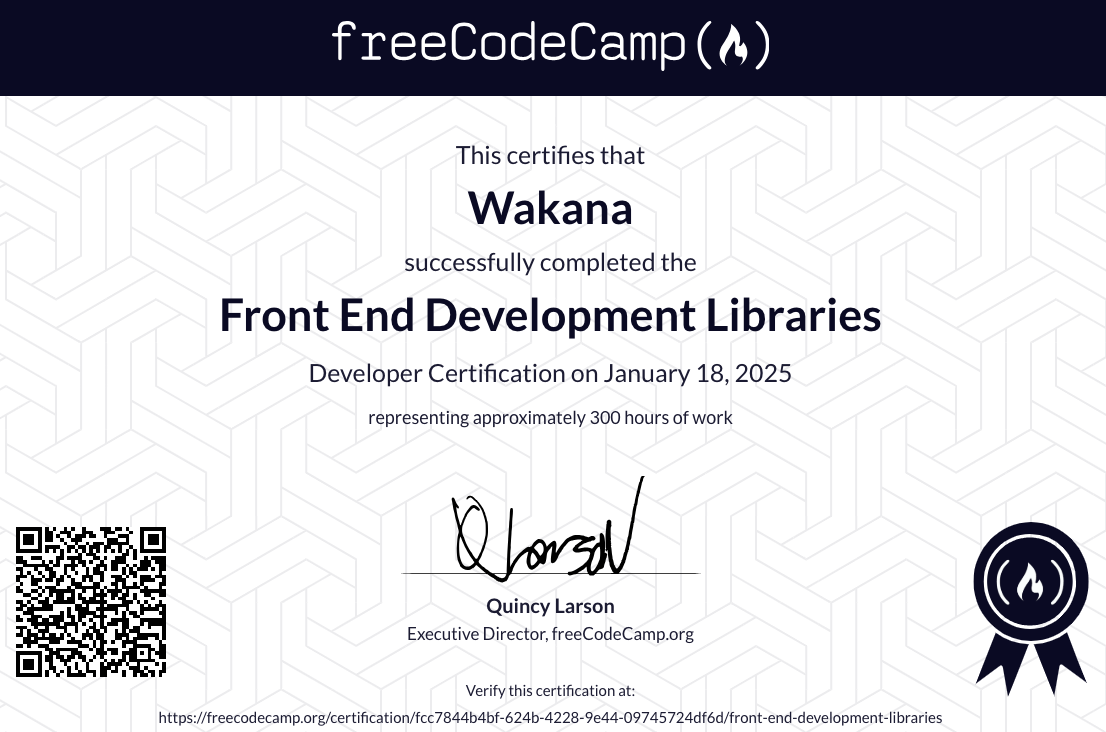 freeCodeCamp
This certifies that
Wakana
successfully completed the
Front End Development Libraries
Developer Certification on January 18, 2025
representing approximately 300 hours of work
Q Larson
Quincy Larson
Executive Director, freeCodeCamp.org
Verify this certification at:
https://freecodecamp.org/certification/fcc7844b4bf-624b-4228-9e44-09745724df6d/front-end-development-libraries